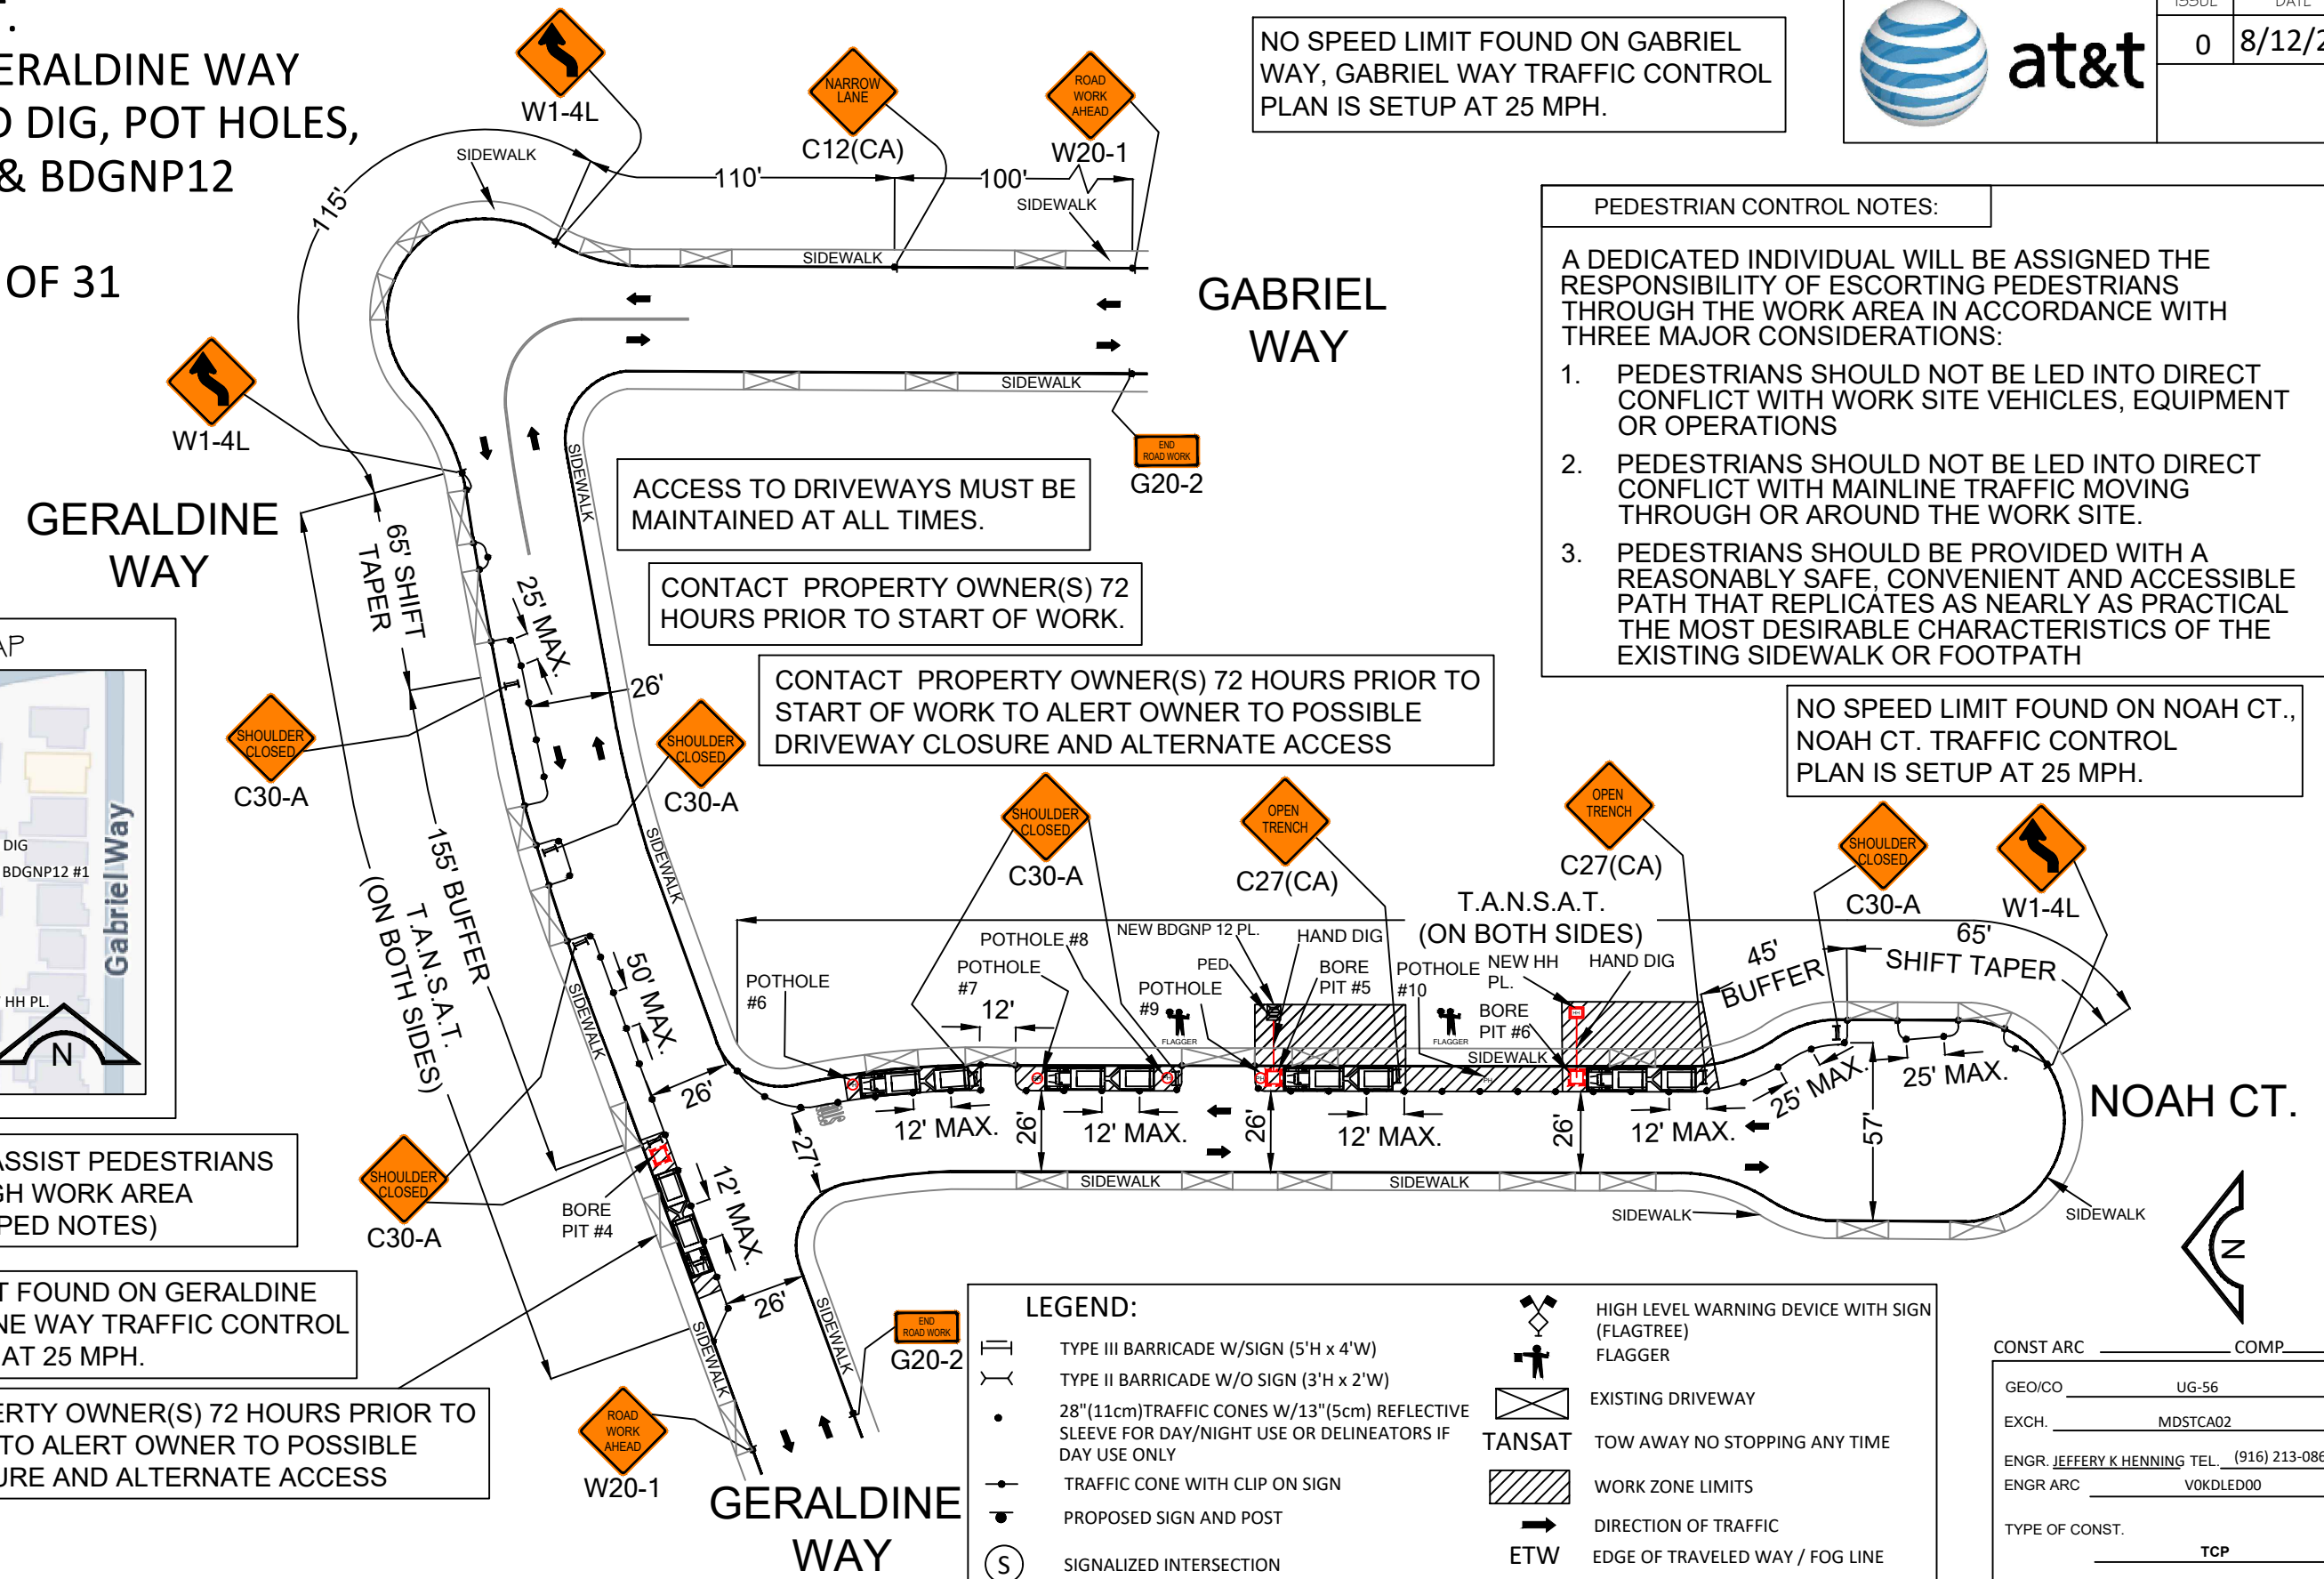 T.
ERALDINE WAY
D DIG, POT HOLES,
& BDGNP12
OF 31
W1-4L
NARROW
LANE
C12(CA)
ROAD
WORK
AHEAD
W20-1
NO SPEED LIMIT FOUND ON GABRIEL
WAY, GABRIEL WAY TRAFFIC CONTROL
PLAN IS SETUP AT 25 MPH.
at&t
ISSUE
DATE
0
8/12/2
SIDEWALK
115'
110'
100'
SIDEWALK
SIDEWALK
GABRIEL
WAY
SIDEWALK
END
ROAD WORK
G20-2
PEDESTRIAN CONTROL NOTES:
A DEDICATED INDIVIDUAL WILL BE ASSIGNED THE
RESPONSIBILITY OF ESCORTING PEDESTRIANS
THROUGH THE WORK AREA IN ACCORDANCE WITH
THREE MAJOR CONSIDERATIONS:
1. PEDESTRIANS SHOULD NOT BE LED INTO DIRECT
CONFLICT WITH WORK SITE VEHICLES, EQUIPMENT
OR OPERATIONS
2. PEDESTRIANS SHOULD NOT BE LED INTO DIRECT
CONFLICT WITH MAINLINE TRAFFIC MOVING
THROUGH OR AROUND THE WORK SITE.
3. PEDESTRIANS SHOULD BE PROVIDED WITH A
REASONABLY SAFE, CONVENIENT AND ACCESSIBLE
PATH THAT REPLICATES AS NEARLY AS PRACTICAL
THE MOST DESIRABLE CHARACTERISTICS OF THE
EXISTING SIDEWALK OR FOOTPATH
W1-4L
GERALDINE
WAY
SIDEWALK
ACCESS TO DRIVEWAYS MUST BE
MAINTAINED AT ALL TIMES.
CONTACT PROPERTY OWNER(S) 72
HOURS PRIOR TO START OF WORK.
CONTACT PROPERTY OWNER(S) 72 HOURS PRIOR TO
START OF WORK TO ALERT OWNER TO POSSIBLE
DRIVEWAY CLOSURE AND ALTERNATE ACCESS
NO SPEED LIMIT FOUND ON NOAH CT.,
NOAH CT. TRAFFIC CONTROL
PLAN IS SETUP AT 25 MPH.
65' SHIFT
TAPER
25' MAX.
26'
SHOULDER
CLOSED
C30-A
SHOULDER
CLOSED
C30-A
AP
DIG
BDGNP12 #1
Gabriel Way
HH PL.
N
155' BUFFER
T.A.N.S.A.T.
(ON BOTH SIDES)
SIDEWALK
SIDEWALK
50' MAX.
26'
SHOULDER
CLOSED
C30-A
OPEN
TRENCH
C27(CA)
OPEN
TRENCH
C27(CA)
SHOULDER
CLOSED
C30-A
W1-4L
T.A.N.S.A.T.
(ON BOTH SIDES)
POTHOLE
#6
POTHOLE #8
POTHOLE
#7
12'
NEW BDGNP 12 PL.
PED
POTHOLE
#9
FLAGGER
HAND DIG
BORE
PIT #5
POTHOLE
#10
FLAGGER
NEW HH
PL.
BORE
PIT #6
HAND DIG
SIDEWALK
45'
BUFFER
65'
SHIFT TAPER
25' MAX.
25' MAX.
57'
NOAH CT.
12' MAX.
26'
12' MAX.
26'
12' MAX.
26'
12' MAX.
27'
SIDEWALK
SIDEWALK
SIDEWALK
SIDEWALK
N
ASSIST PEDESTRIANS
GH WORK AREA
PED NOTES)
SHOULDER
CLOSED
C30-A
BORE
PIT #4
12' MAX.
26'
SIDEWALK
SIDEWALK
T FOUND ON GERALDINE
NE WAY TRAFFIC CONTROL
AT 25 MPH.
ERTY OWNER(S) 72 HOURS PRIOR TO
TO ALERT OWNER TO POSSIBLE
URE AND ALTERNATE ACCESS
END
ROAD WORK
G20-2
ROAD
WORK
AHEAD
W20-1
GERALDINE
WAY
LEGEND:
TYPE III BARRICADE W/SIGN (5'H x 4'W)
TYPE II BARRICADE W/O SIGN (3'H x 2'W)
28"(11cm)TRAFFIC CONES W/13"(5cm) REFLECTIVE
SLEEVE FOR DAY/NIGHT USE OR DELINEATORS IF
DAY USE ONLY
TRAFFIC CONE WITH CLIP ON SIGN
PROPOSED SIGN AND POST
S SIGNALIZED INTERSECTION
HIGH LEVEL WARNING DEVICE WITH SIGN
(FLAGTREE)
FLAGGER
EXISTING DRIVEWAY
TANSAT TOW AWAY NO STOPPING ANY TIME
WORK ZONE LIMITS
DIRECTION OF TRAFFIC
ETW EDGE OF TRAVELED WAY / FOG LINE
CONST ARC COMP
GEO/CO UG-56
EXCH. MDSTCA02
ENGR. JEFFERY K HENNING TEL. (916) 213-086
ENGR ARC V0KDLED00
TYPE OF CONST.
TCP